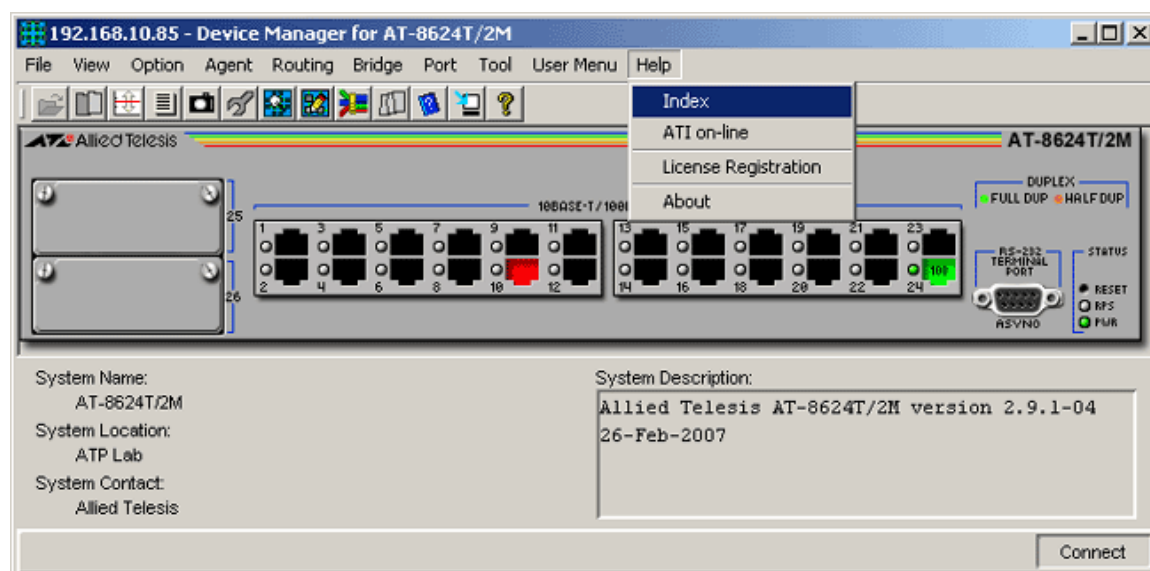 192.168.10.85 - Device Manager for AT-8624T/2M
File View Option Agent Routing Bridge Port Tool User Menu Help
Index
ATI on-line
License Registration
About
Allied Telesis
AT-8624T/2M
DUPLEX
FULL DUP HALF DUP
25
10BASE-T/100
1 3 5 7 9 11 13 15 17 19 21 23
100
2 4 6 8 10 12 14 16 18 20 22 24
26
RS-232
TERMINAL
PORT
ASYN0
STATUS
RESET
RPS
PWR
System Name:
AT-8624T/2M
System Location:
ATP Lab
System Contact:
Allied Telesis
System Description:
Allied Telesis AT-8624T/2M version 2.9.1-04
26-Feb-2007
Connect